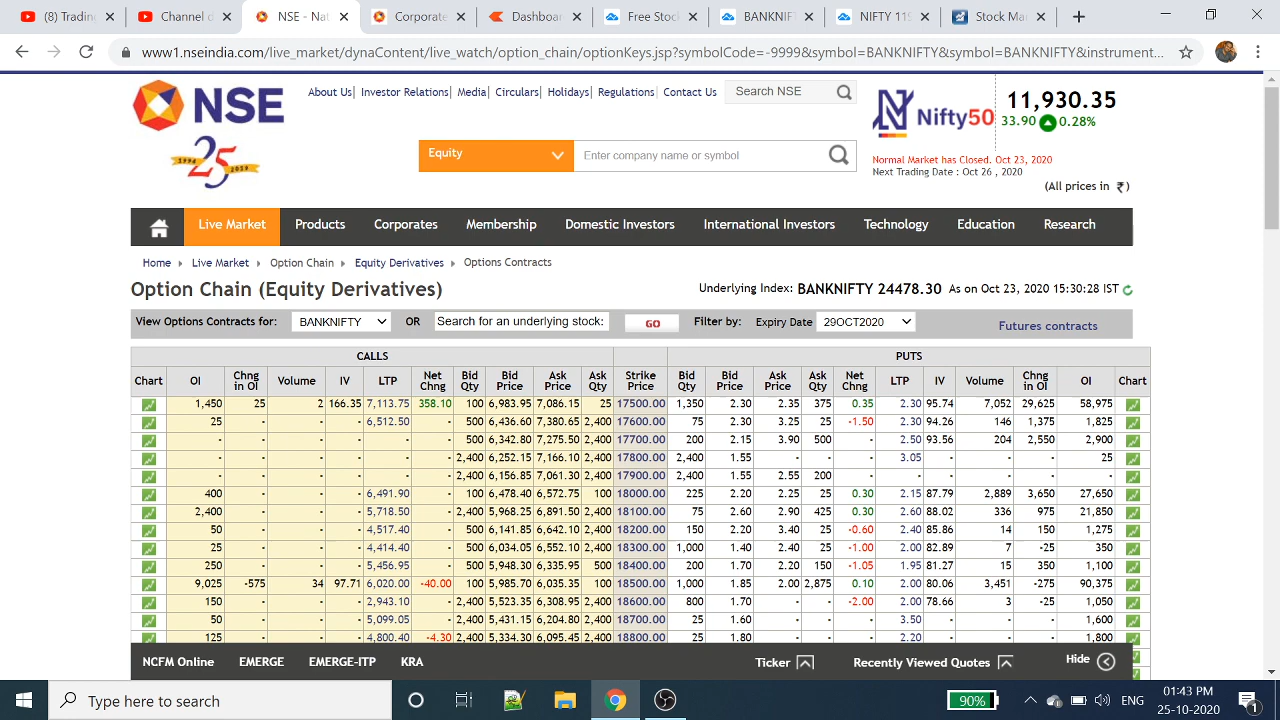 (5) Trading
Channel d
NSE - Nat
Corporate
Dashboar
Free Stoc
BANKNIF
NIFTY 115
Stock Ma
www1.nseindia.com/live_market/dynaContent/live_watch/option_chain/optionKeys.jsp?symbolCode=-9999&symbol=BANKNIFTY&symbol=BANKNIFTY&instrument...
NSE
1994 25 2019
About Us| Investor Relations| Media| Circulars| Holidays| Regulations| Contact Us
Search NSE
Nifty50
11,930.35
33.90 0.28%
Equity
Enter company name or symbol
Normal Market has Closed. Oct 23, 2020
Next Trading Date : Oct 26 , 2020
(All prices in ₹)
Live Market Products Corporates Membership Domestic Investors International Investors Technology Education Research
Home Live Market Option Chain Equity Derivatives Options Contracts
Option Chain (Equity Derivatives)
Underlying Index: BANKNIFTY 24478.30 As on Oct 23, 2020 15:30:28 IST
View Options Contracts for: BANKNIFTY OR Search for an underlying stock: GO Filter by: Expiry Date 29OCT2020 Futures contracts
CALLS PUTS
Chart OI Chng in OI Volume IV LTP Net Chng Bid Qty Bid Price Ask Price Ask Qty Strike Price Bid Qty Bid Price Ask Price Ask Qty Net Chng LTP IV Volume Chng in OI OI Chart
1,450 25 2 166.35 7,113.75 358.10 100 6,983.95 7,086.15 25 17500.00 1,350 2.30 2.35 375 0.35 2.30 95.74 7,052 29,625 58,975
25 - - - 6,512.50 - 500 6,436.60 7,380.65 2,400 17600.00 75 2.30 3.25 25 -1.50 2.30 94.26 146 1,375 1,825
- - - - - - 500 6,342.80 7,275.50 2,400 17700.00 200 2.15 3.90 500 - 2.50 93.56 204 2,550 2,900
- - - - - - 2,400 6,252.15 7,166.10 2,400 17800.00 2,400 1.55 - - - 3.05 - - - 25
- - - - - - 2,400 6,156.85 7,061.30 2,400 17900.00 2,400 1.55 2.55 200 - - - - - -
400 - - - 6,491.90 - 100 6,478.40 6,572.75 100 18000.00 225 2.20 2.25 25 0.30 2.15 87.79 2,889 3,650 27,650
2,400 - - - 5,718.50 - 100 5,968.25 6,891.50 2,400 18100.00 75 2.60 2.90 425 0.30 2.60 88.02 336 975 21,850
50 - - - 4,517.40 - 500 6,141.85 6,642.10 2,400 18200.00 150 2.20 3.40 25 -0.60 2.40 85.86 14 150 1,275
25 - - - 4,414.40 - 500 6,034.05 6,552.10 2,400 18300.00 1,000 1.40 2.40 25 -1.00 2.00 82.89 7 -25 350
250 - - - 5,456.95 - 500 5,948.30 6,335.95 500 18400.00 200 1.70 2.20 150 -1.05 1.95 81.27 15 350 1,100
9,025 -575 34 97.71 6,020.00 -40.00 100 5,985.70 6,035.35 100 18500.00 1,000 1.85 2.00 2,875 0.10 2.00 80.06 3,451 -275 90,375
150 - - - 2,943.10 - 2,400 5,523.35 6,308.95 2,400 18600.00 800 1.70 - - -2.00 2.00 78.66 3 -25 1,050
50 - - - 5,099.05 - 2,400 5,431.15 6,204.80 2,400 18700.00 25 1.60 - - - 3.50 - - - 1,600
125 - - - 4,800.40 -4.30 2,400 5,334.30 6,095.45 2,400 18800.00 25 1.80 - - - 2.20 - - - 1,800
NCFM Online EMERGE EMERGE-ITP KRA Ticker Recently Viewed Quotes Hide
Type here to search
90%
ENG
01:43 PM
25-10-2020
1